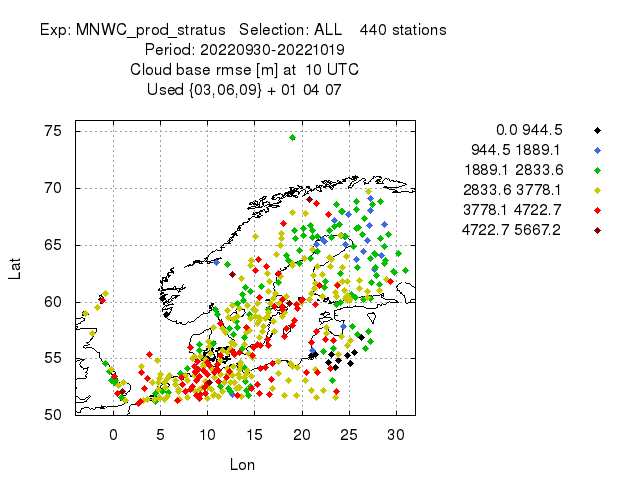 Exp: MNWC_prod_stratus Selection: ALL 440 stations
Period: 20220930-20221019
Cloud base rmse [m] at 10 UTC
Used {03,06,09} + 01 04 07
0.0 944.5
944.5 1889.1
1889.1 2833.6
2833.6 3778.1
3778.1 4722.7
4722.7 5667.2
75
70
65
60
55
50
Lat
0 5 10 15 20 25 30
Lon